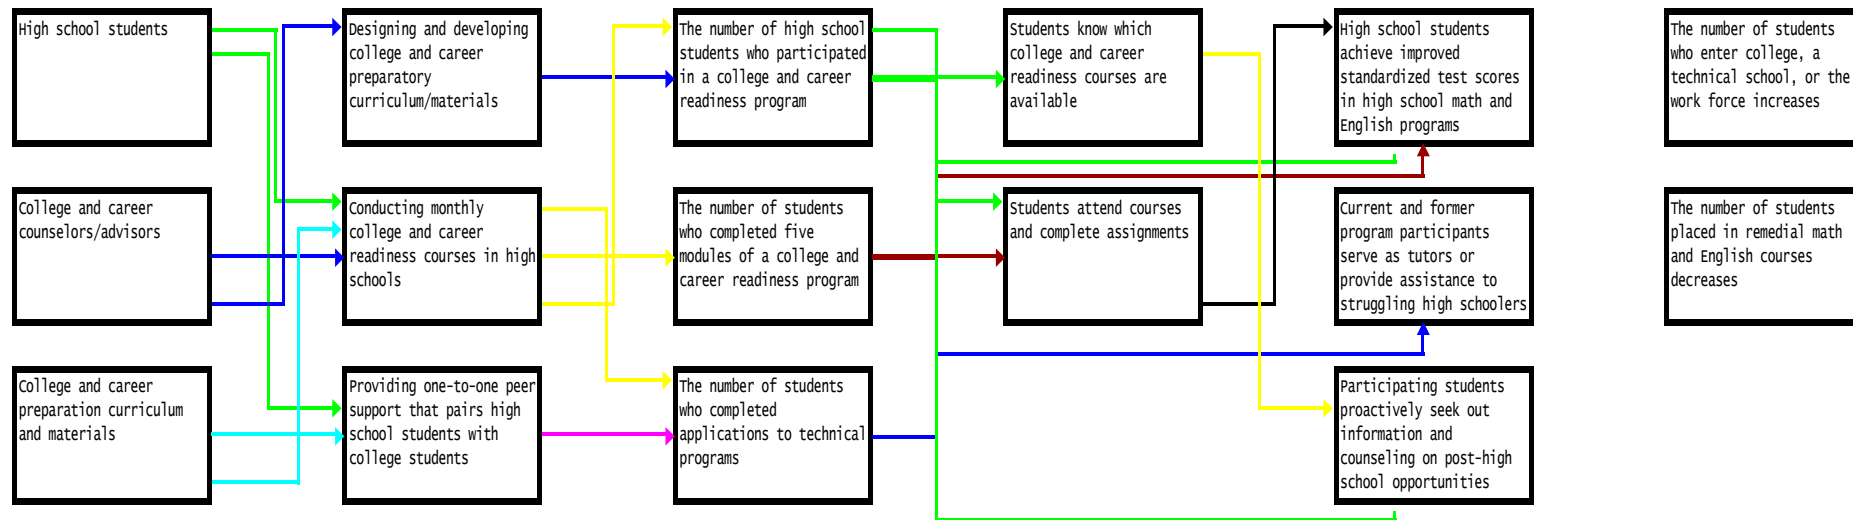 High school students
Designing and developing
college and career
preparatory
curriculum/materials
The number of high school
students who participated
in a college and career
readiness program
Students know which
college and career
readiness courses are
available
High school students
achieve improved
standardized test scores
in high school math and
English programs
The number of students
who enter college, a
technical school, or the
work force increases
College and career
counselors/advisors
Conducting monthly
college and career
readiness courses in high
schools
The number of students
who completed five
modules of a college and
career readiness program
Students attend courses
and complete assignments
Current and former
program participants
serve as tutors or
provide assistance to
struggling high schoolers
The number of students
placed in remedial math
and English courses
decreases
College and career
preparation curriculum
and materials
Providing one-to-one peer
support that pairs high
school students with
college students
The number of students
who completed
applications to technical
programs
Participating students
proactively seek out
information and
counseling on post-high
school opportunities